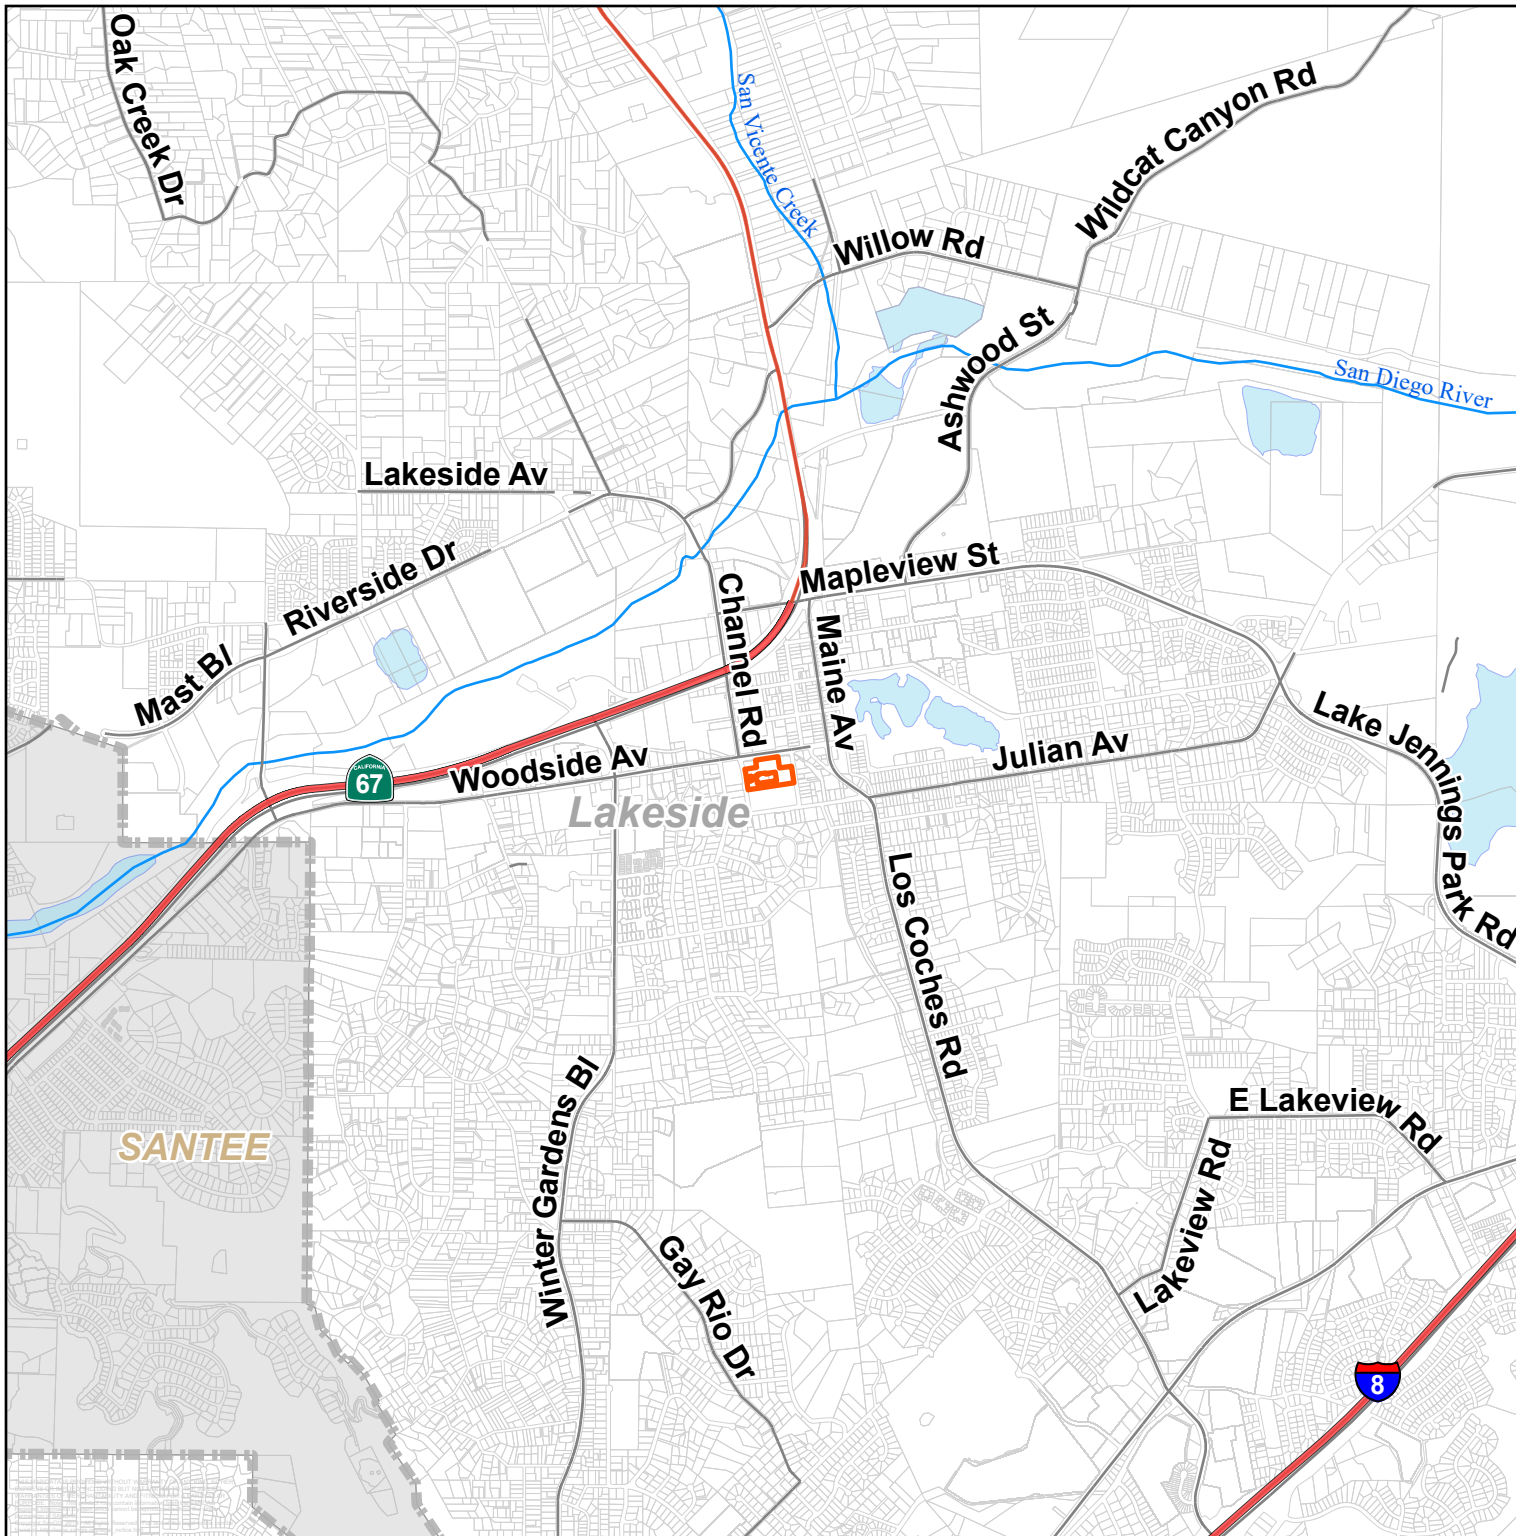 Oak Creek Dr
San Vicente Creek
Wildcat Canyon Rd
Willow Rd
Ashwood St
San Diego River
Lakeside Av
Riverside Dr
Mapleview St
Channel Rd
Maine Av
Mast Bl
Lake Jennings Park Rd
Julian Av
Woodside Av
CALIFORNIA
67
Lakeside
Los Coches Rd
Winter Gardens Bl
E Lakeview Rd
SANTEE
Lakeview Rd
Gay Rio Dr
8